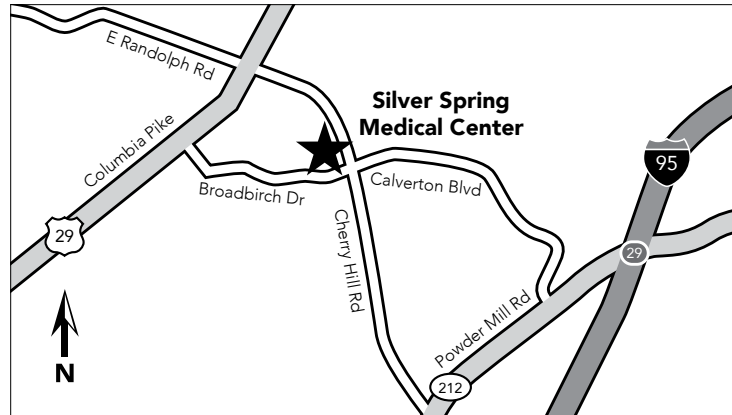 E Randolph Rd
Silver Spring
Medical Center
Columbia Pike
95
Broadbirch Dr
Calverton Blvd
29
Cherry Hill Rd
29
Powder Mill Rd
N
212